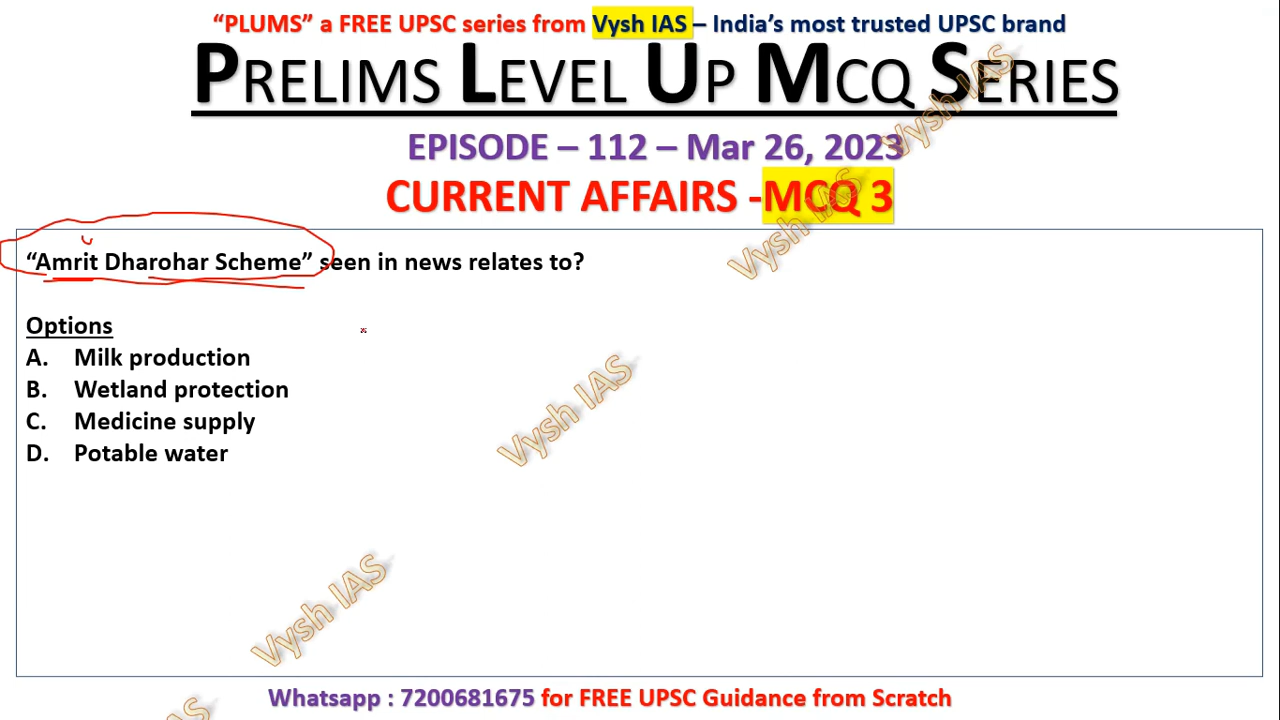 “PLUMS” a FREE UPSC series from Vysh IAS – India’s most trusted UPSC brand
PRELIMS LEVEL UP MCQ SERIES
EPISODE – 112 – Mar 26, 2023
CURRENT AFFAIRS -MCQ 3
“Amrit Dharohar Scheme” seen in news relates to?
Options
A. Milk production
B. Wetland protection
C. Medicine supply
D. Potable water
Vysh IAS
Vysh IAS
Vysh IAS
Vysh IAS
IAS
Whatsapp : 7200681675 for FREE UPSC Guidance from Scratch